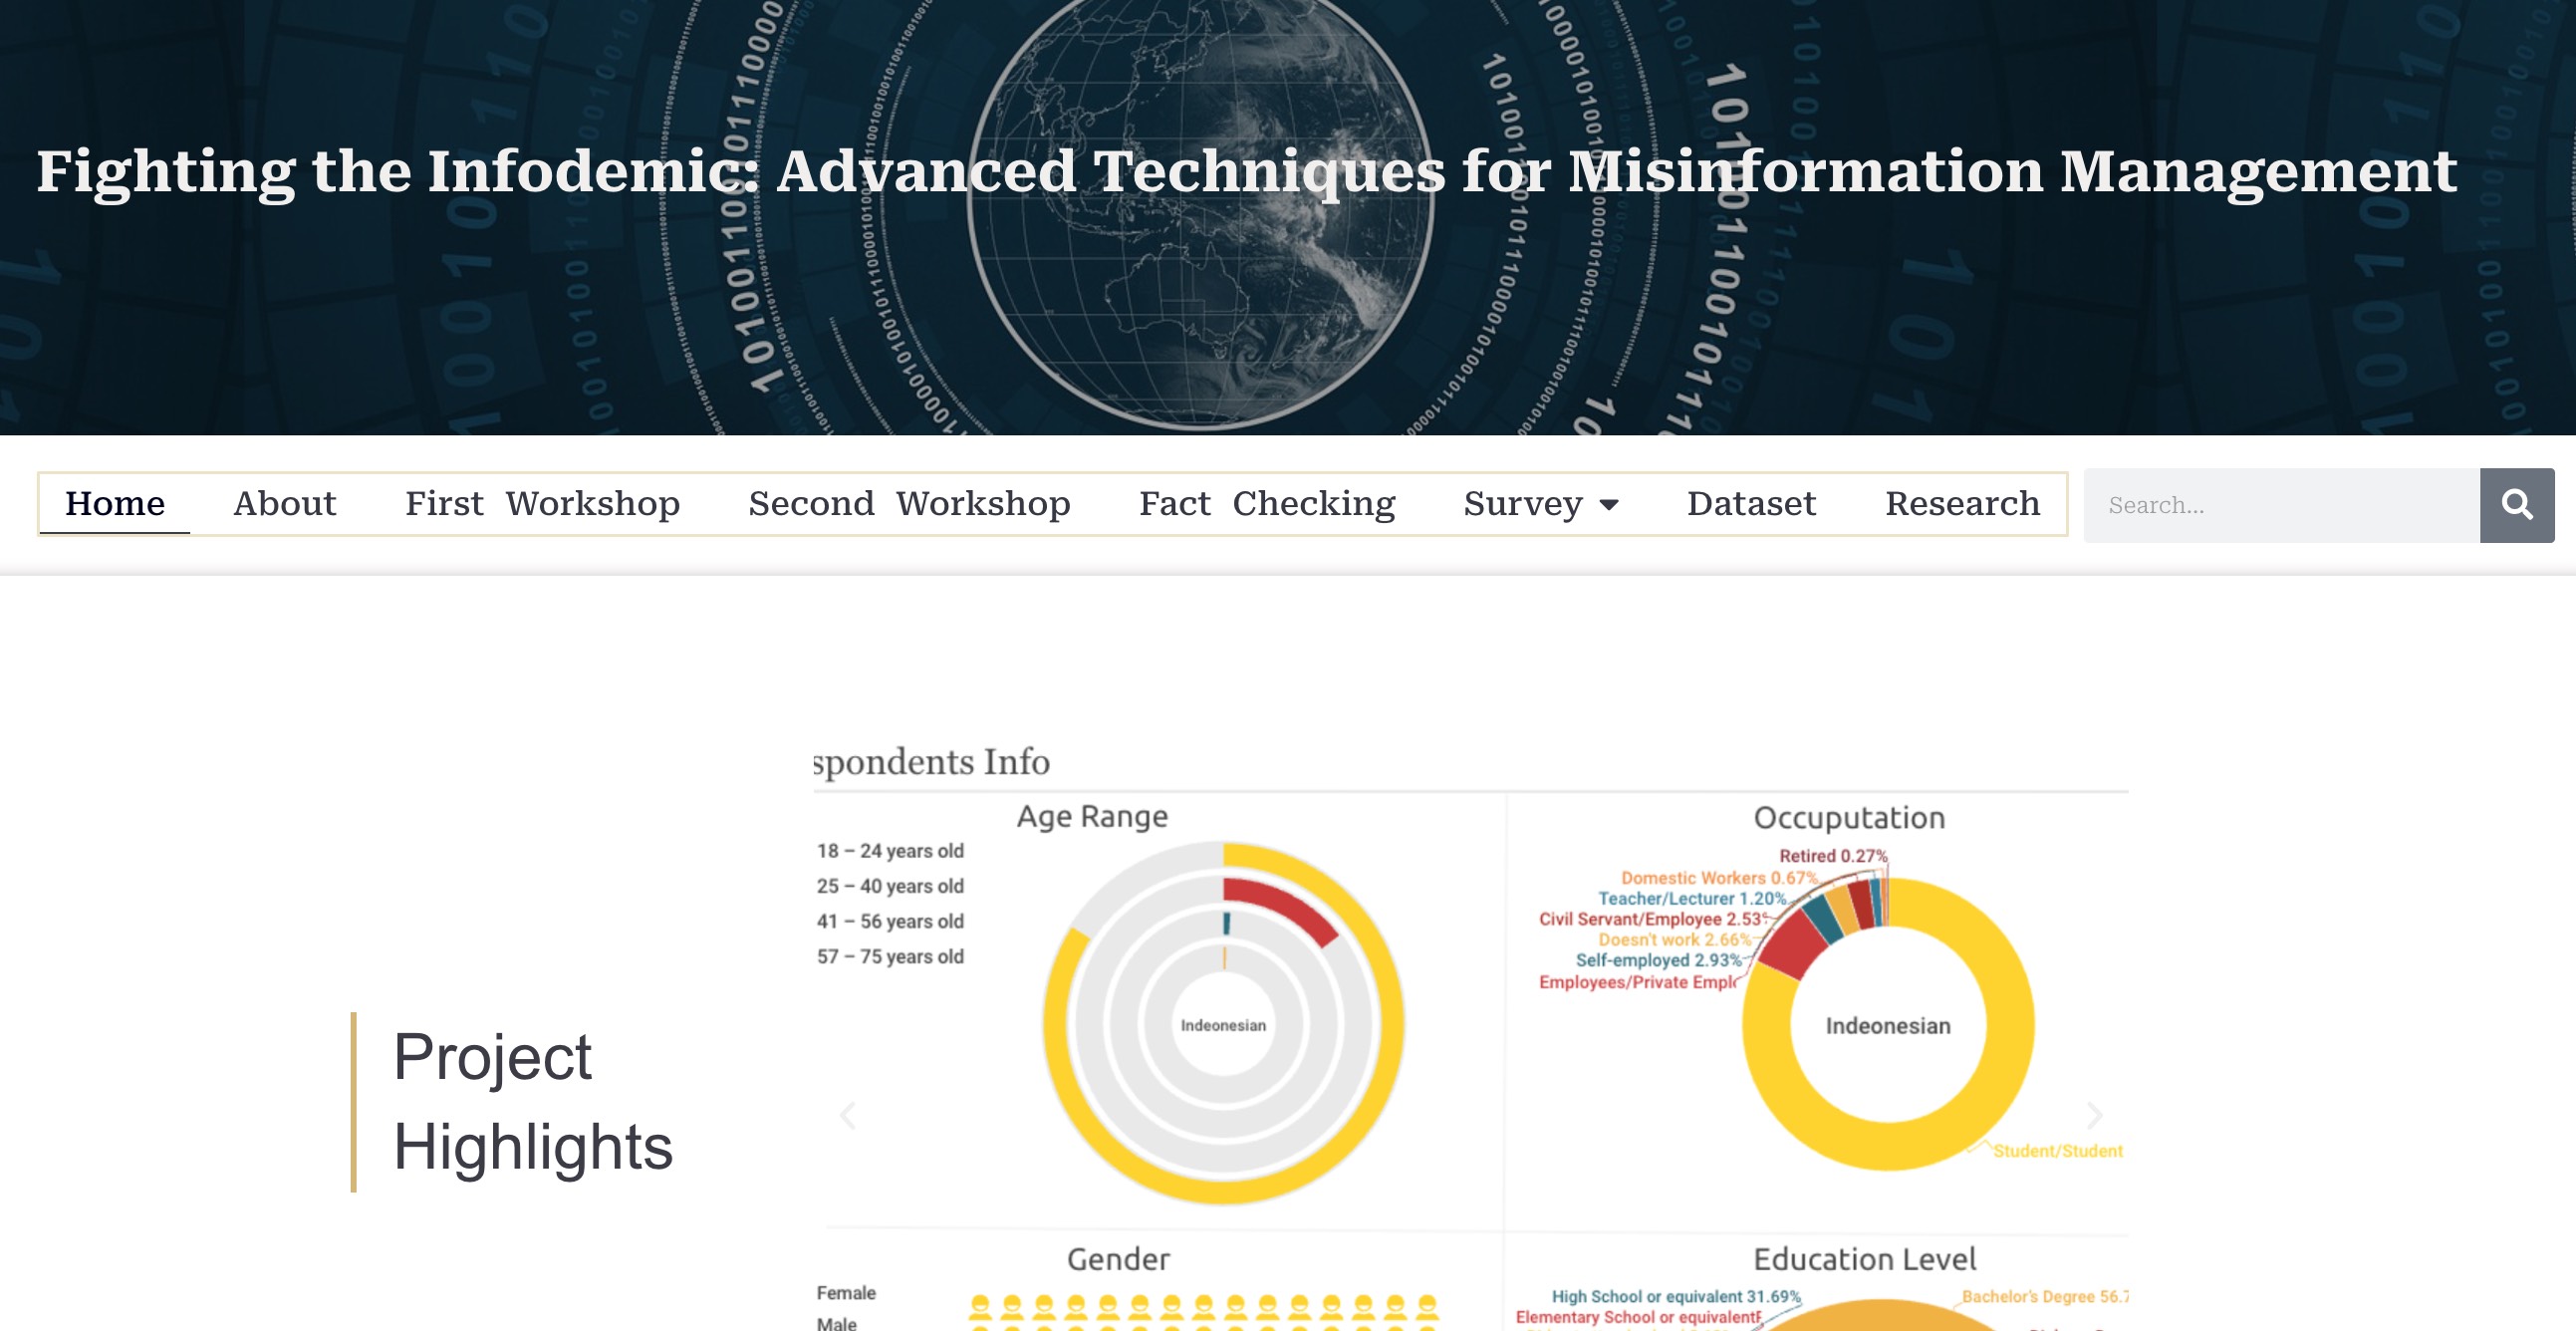 Fighting the Infodemic: Advanced Techniques for Misinformation Management
Home About First Workshop Second Workshop Fact Checking Survey Dataset Research
Search...
spondents Info
Age Range
18 – 24 years old
25 – 40 years old
41 – 56 years old
57 – 75 years old
Indeonesian
Occuputation
Retired 0.27%
Domestic Workers 0.67%
Teacher/Lecturer 1.20%
Civil Servant/Employee 2.53%
Doesn't work 2.66%
Self-employed 2.93%
Employees/Private Empl
Indeonesian
Student/Student
Project
Highlights
Gender
Female
Male
Education Level
High School or equivalent 31.69%
Elementary School or equivalent
Bachelor's Degree 56.7